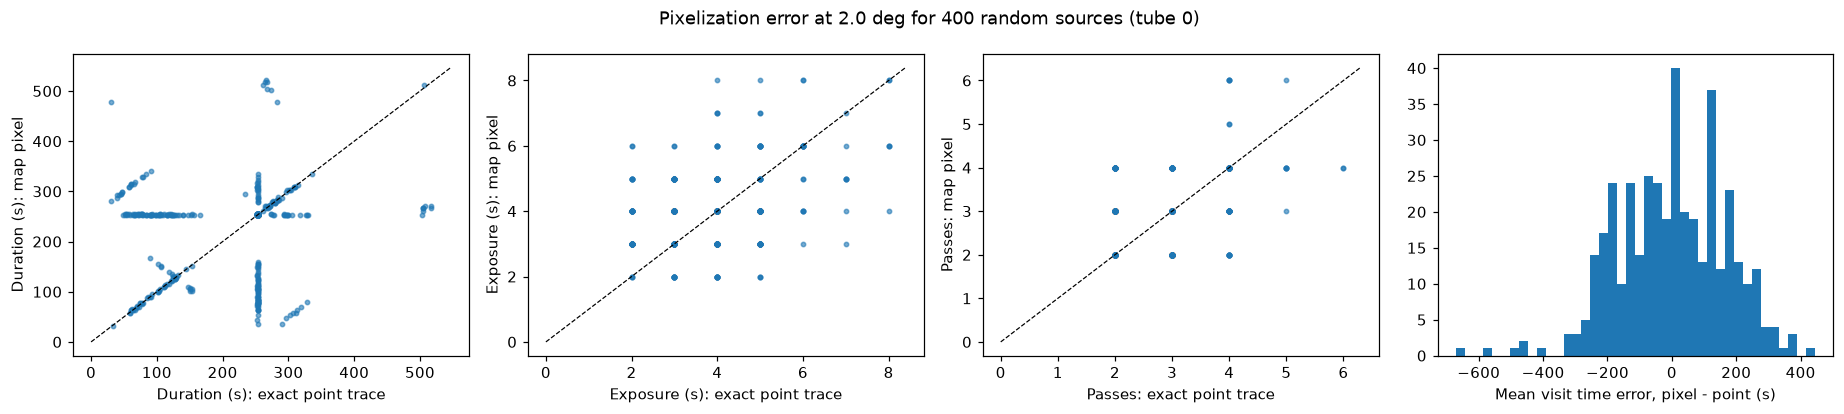 Pixelization error at 2.0 deg for 400 random sources (tube 0)
Duration (s): map pixel
500
400
300
200
100
0
0 100 200 300 400 500
Duration (s): exact point trace
Exposure (s): map pixel
8
6
4
2
0
0 2 4 6 8
Exposure (s): exact point trace
Passes: map pixel
6
5
4
3
2
1
0
0 1 2 3 4 5 6
Passes: exact point trace
40
35
30
25
20
15
10
5
0
−600 −400 −200 0 200 400
Mean visit time error, pixel - point (s)